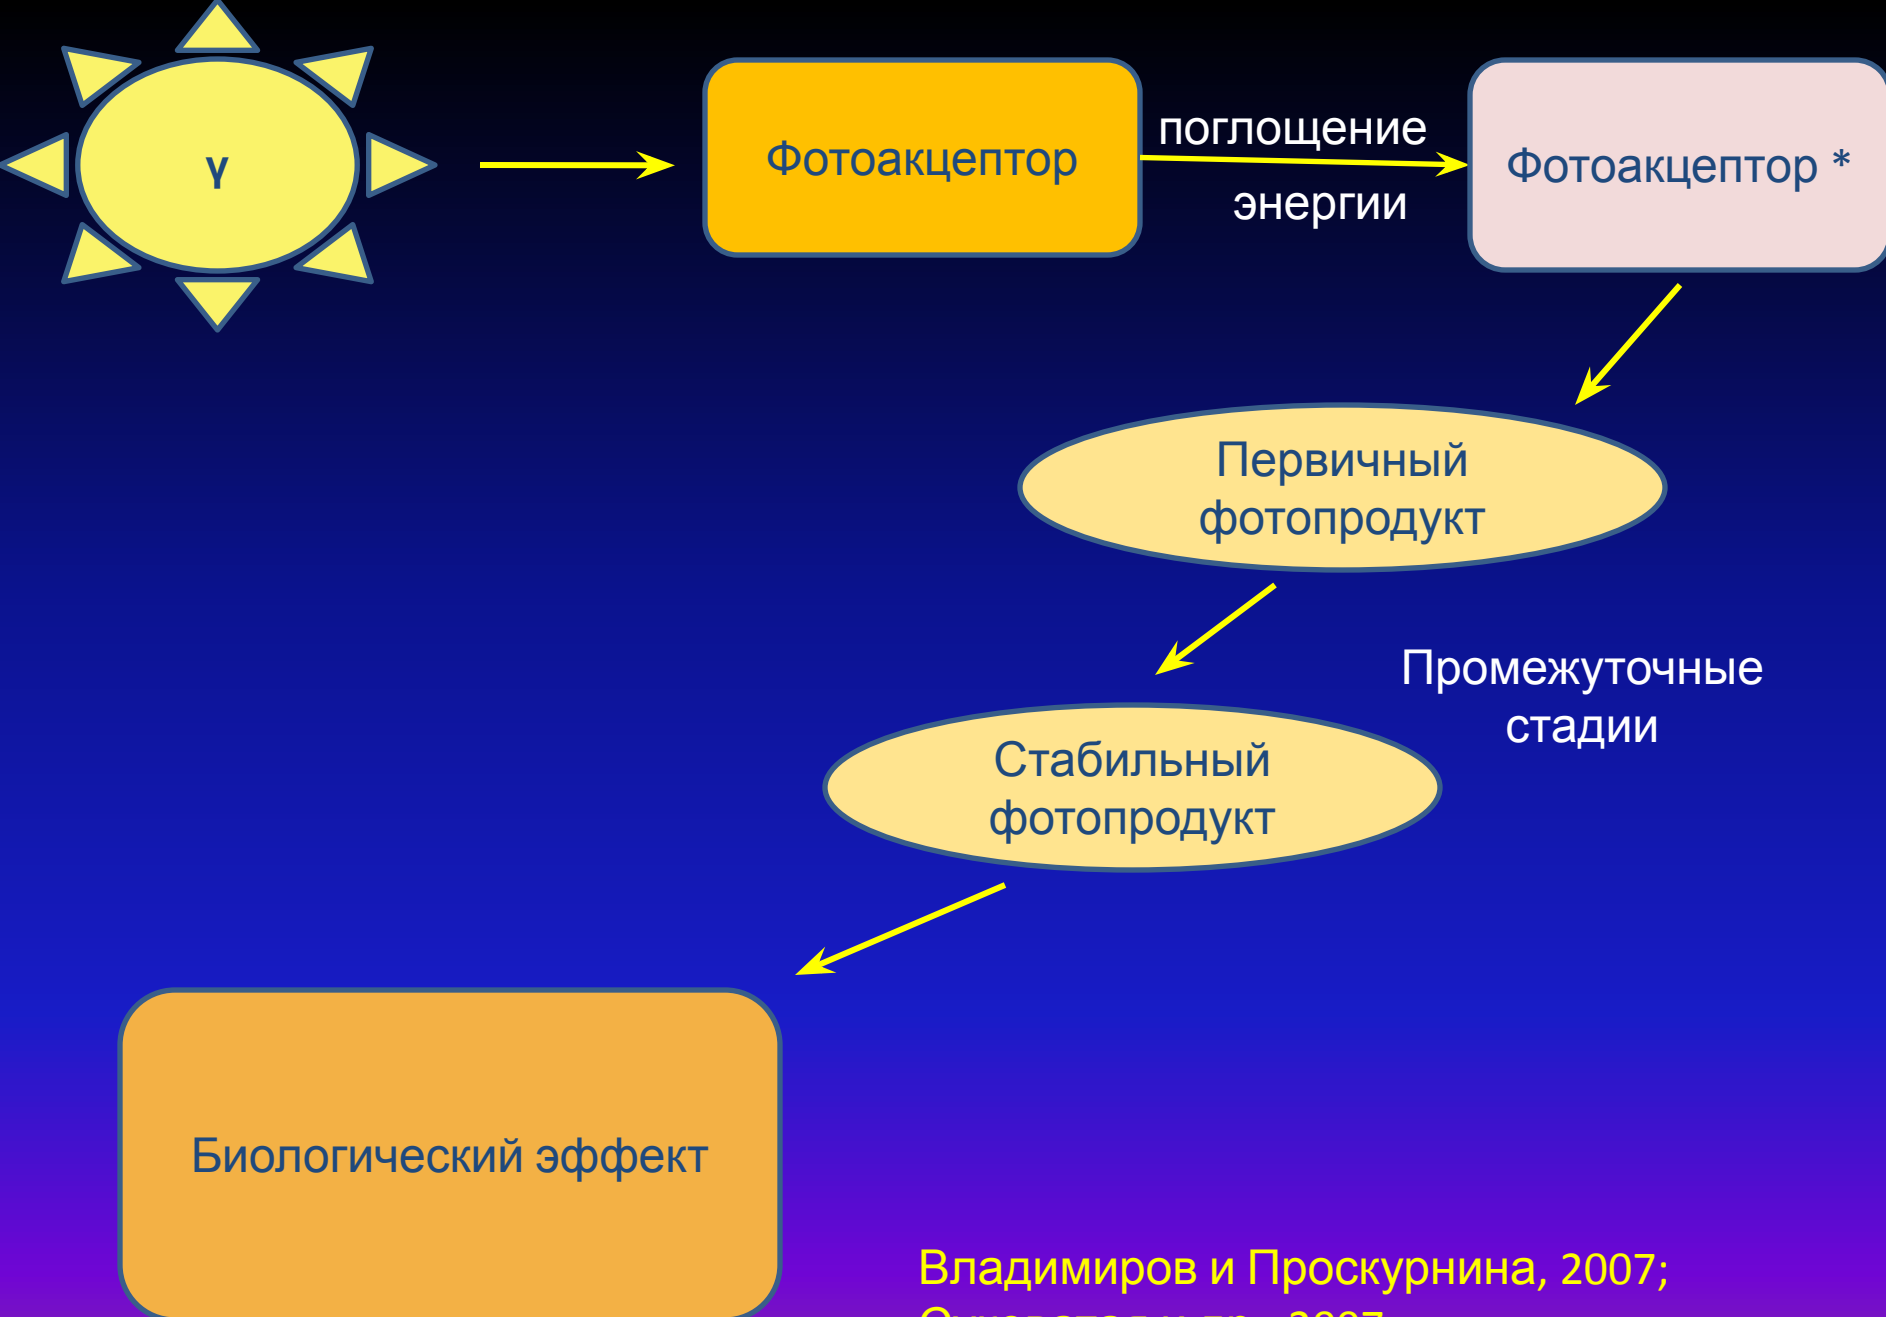 γ
Фотоакцептор
поглощение
энергии
Фотоакцептор *
Первичный
фотопродукт
Промежуточные
стадии
Стабильный
фотопродукт
Биологический эффект
Владимиров и Проскурнина, 2007;